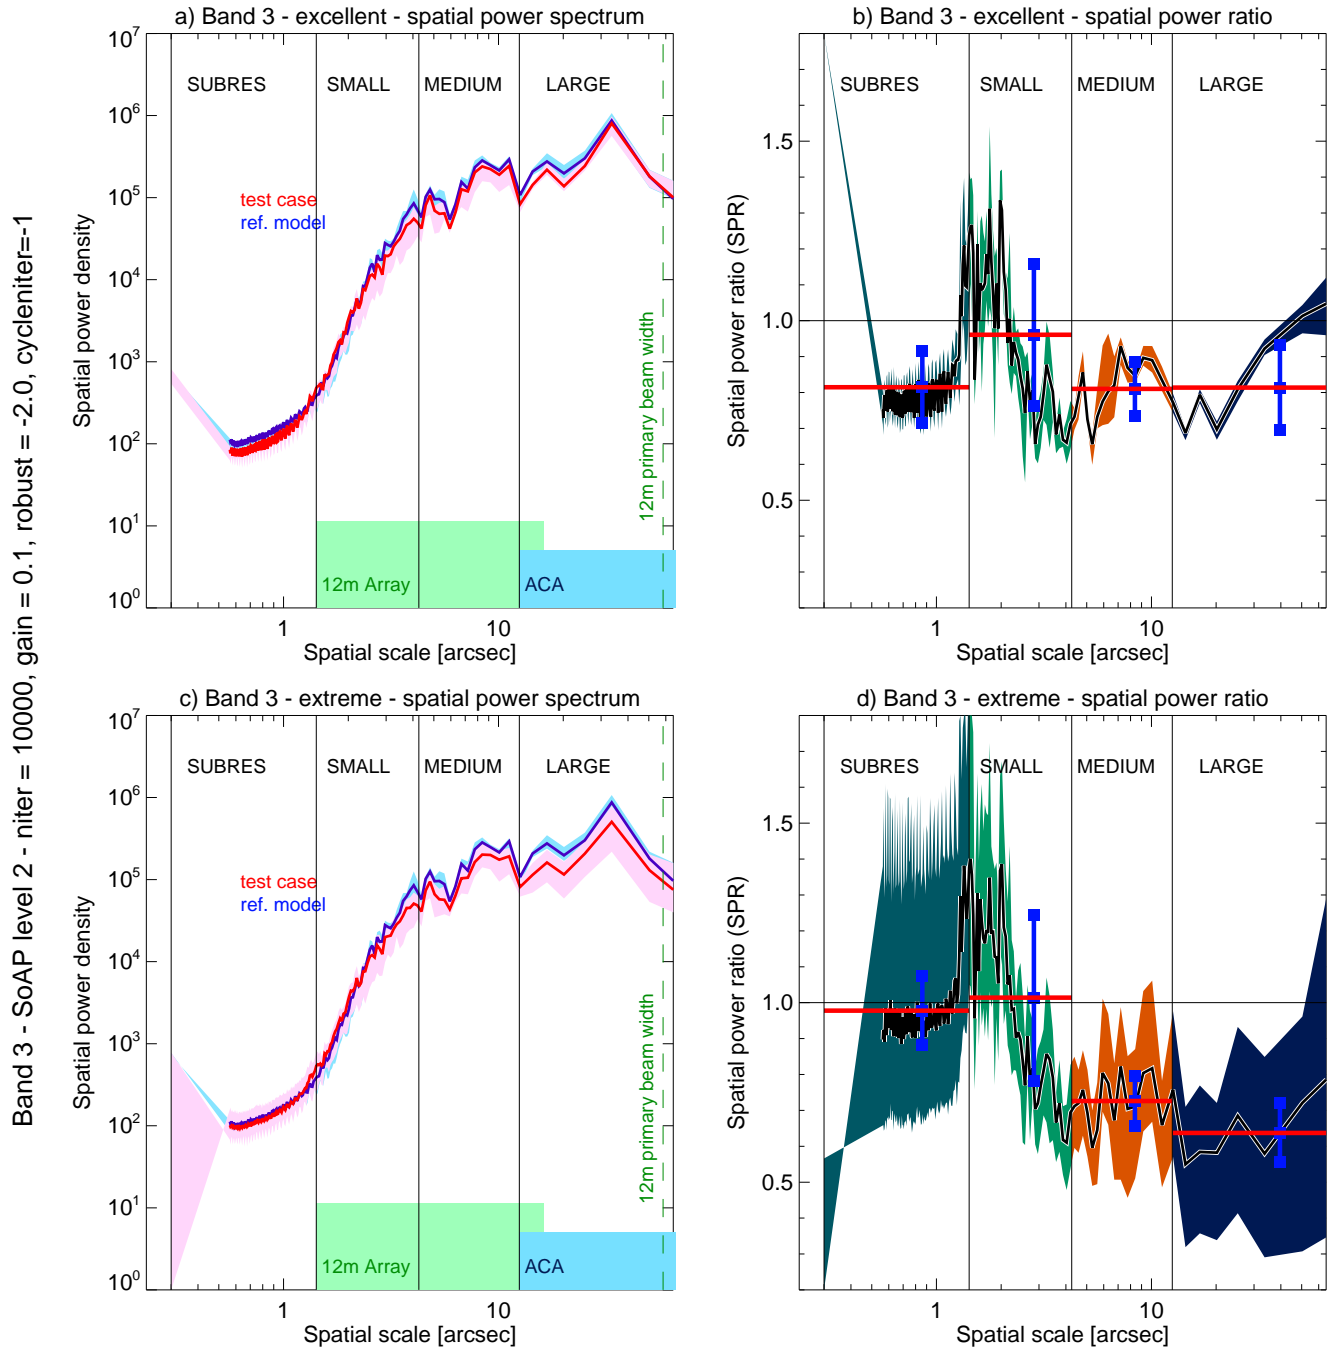 Band 3 - SoAP level 2 - niter = 10000, gain = 0.1, robust = -2.0, cycleniter=-1
a) Band 3 - excellent - spatial power spectrum
Spatial power density
10^7
10^6
10^5
10^4
10^3
10^2
10^1
10^0
SUBRES SMALL MEDIUM LARGE
test case
ref. model
12m primary beam width
12m Array
ACA
1 10
Spatial scale [arcsec]
b) Band 3 - excellent - spatial power ratio
Spatial power ratio (SPR)
1.5
1.0
0.5
SUBRES SMALL MEDIUM LARGE
1 10
Spatial scale [arcsec]
c) Band 3 - extreme - spatial power spectrum
Spatial power density
10^7
10^6
10^5
10^4
10^3
10^2
10^1
10^0
SUBRES SMALL MEDIUM LARGE
test case
ref. model
12m primary beam width
12m Array
ACA
1 10
Spatial scale [arcsec]
d) Band 3 - extreme - spatial power ratio
Spatial power ratio (SPR)
1.5
1.0
0.5
SUBRES SMALL MEDIUM LARGE
1 10
Spatial scale [arcsec]